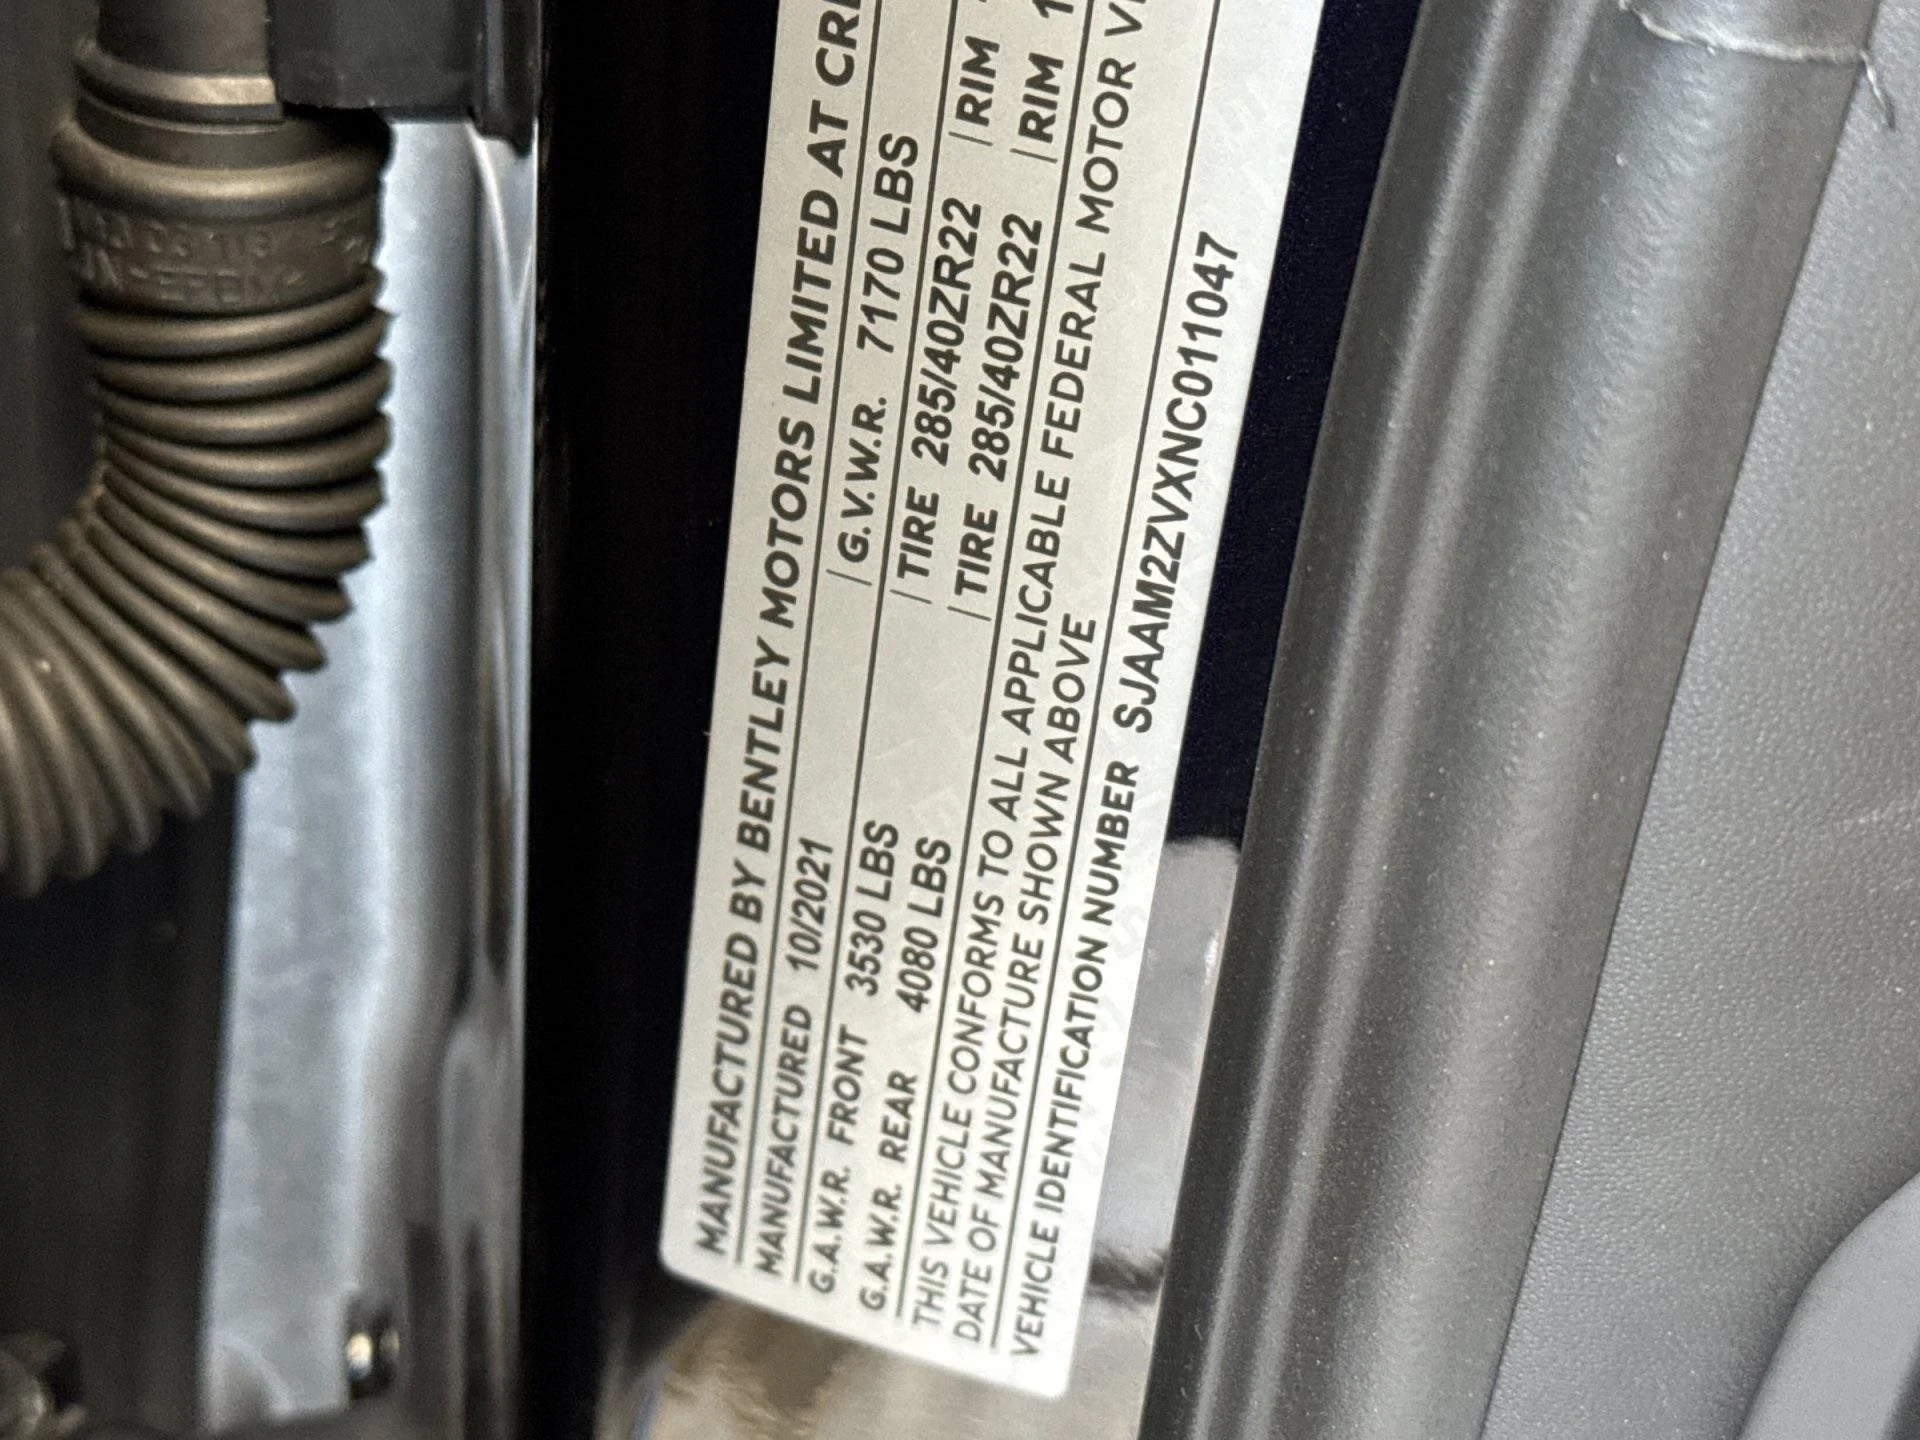 MANUFACTURED BY BENTLEY MOTORS LIMITED AT
MANUFACTURED 10/2021 | G.V.W.R. 7170 LBS
G.A.W.R. FRONT 3530 LBS | TIRE 285/40ZR22 | RIM
G.A.W.R. REAR 4080 LBS | TIRE 285/40ZR22 | RIM
THIS VEHICLE CONFORMS TO ALL APPLICABLE FEDERAL MOTOR
DATE OF MANUFACTURE SHOWN ABOVE
VEHICLE IDENTIFICATION NUMBER SJAAM2ZVXNC011047